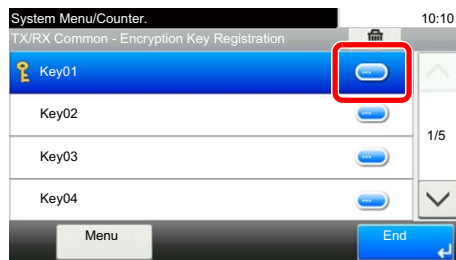 System Menu/Counter.
10:10
TX/RX Common - Encryption Key Registration
Key01
Key02
1/5
Key03
Key04
Menu
End